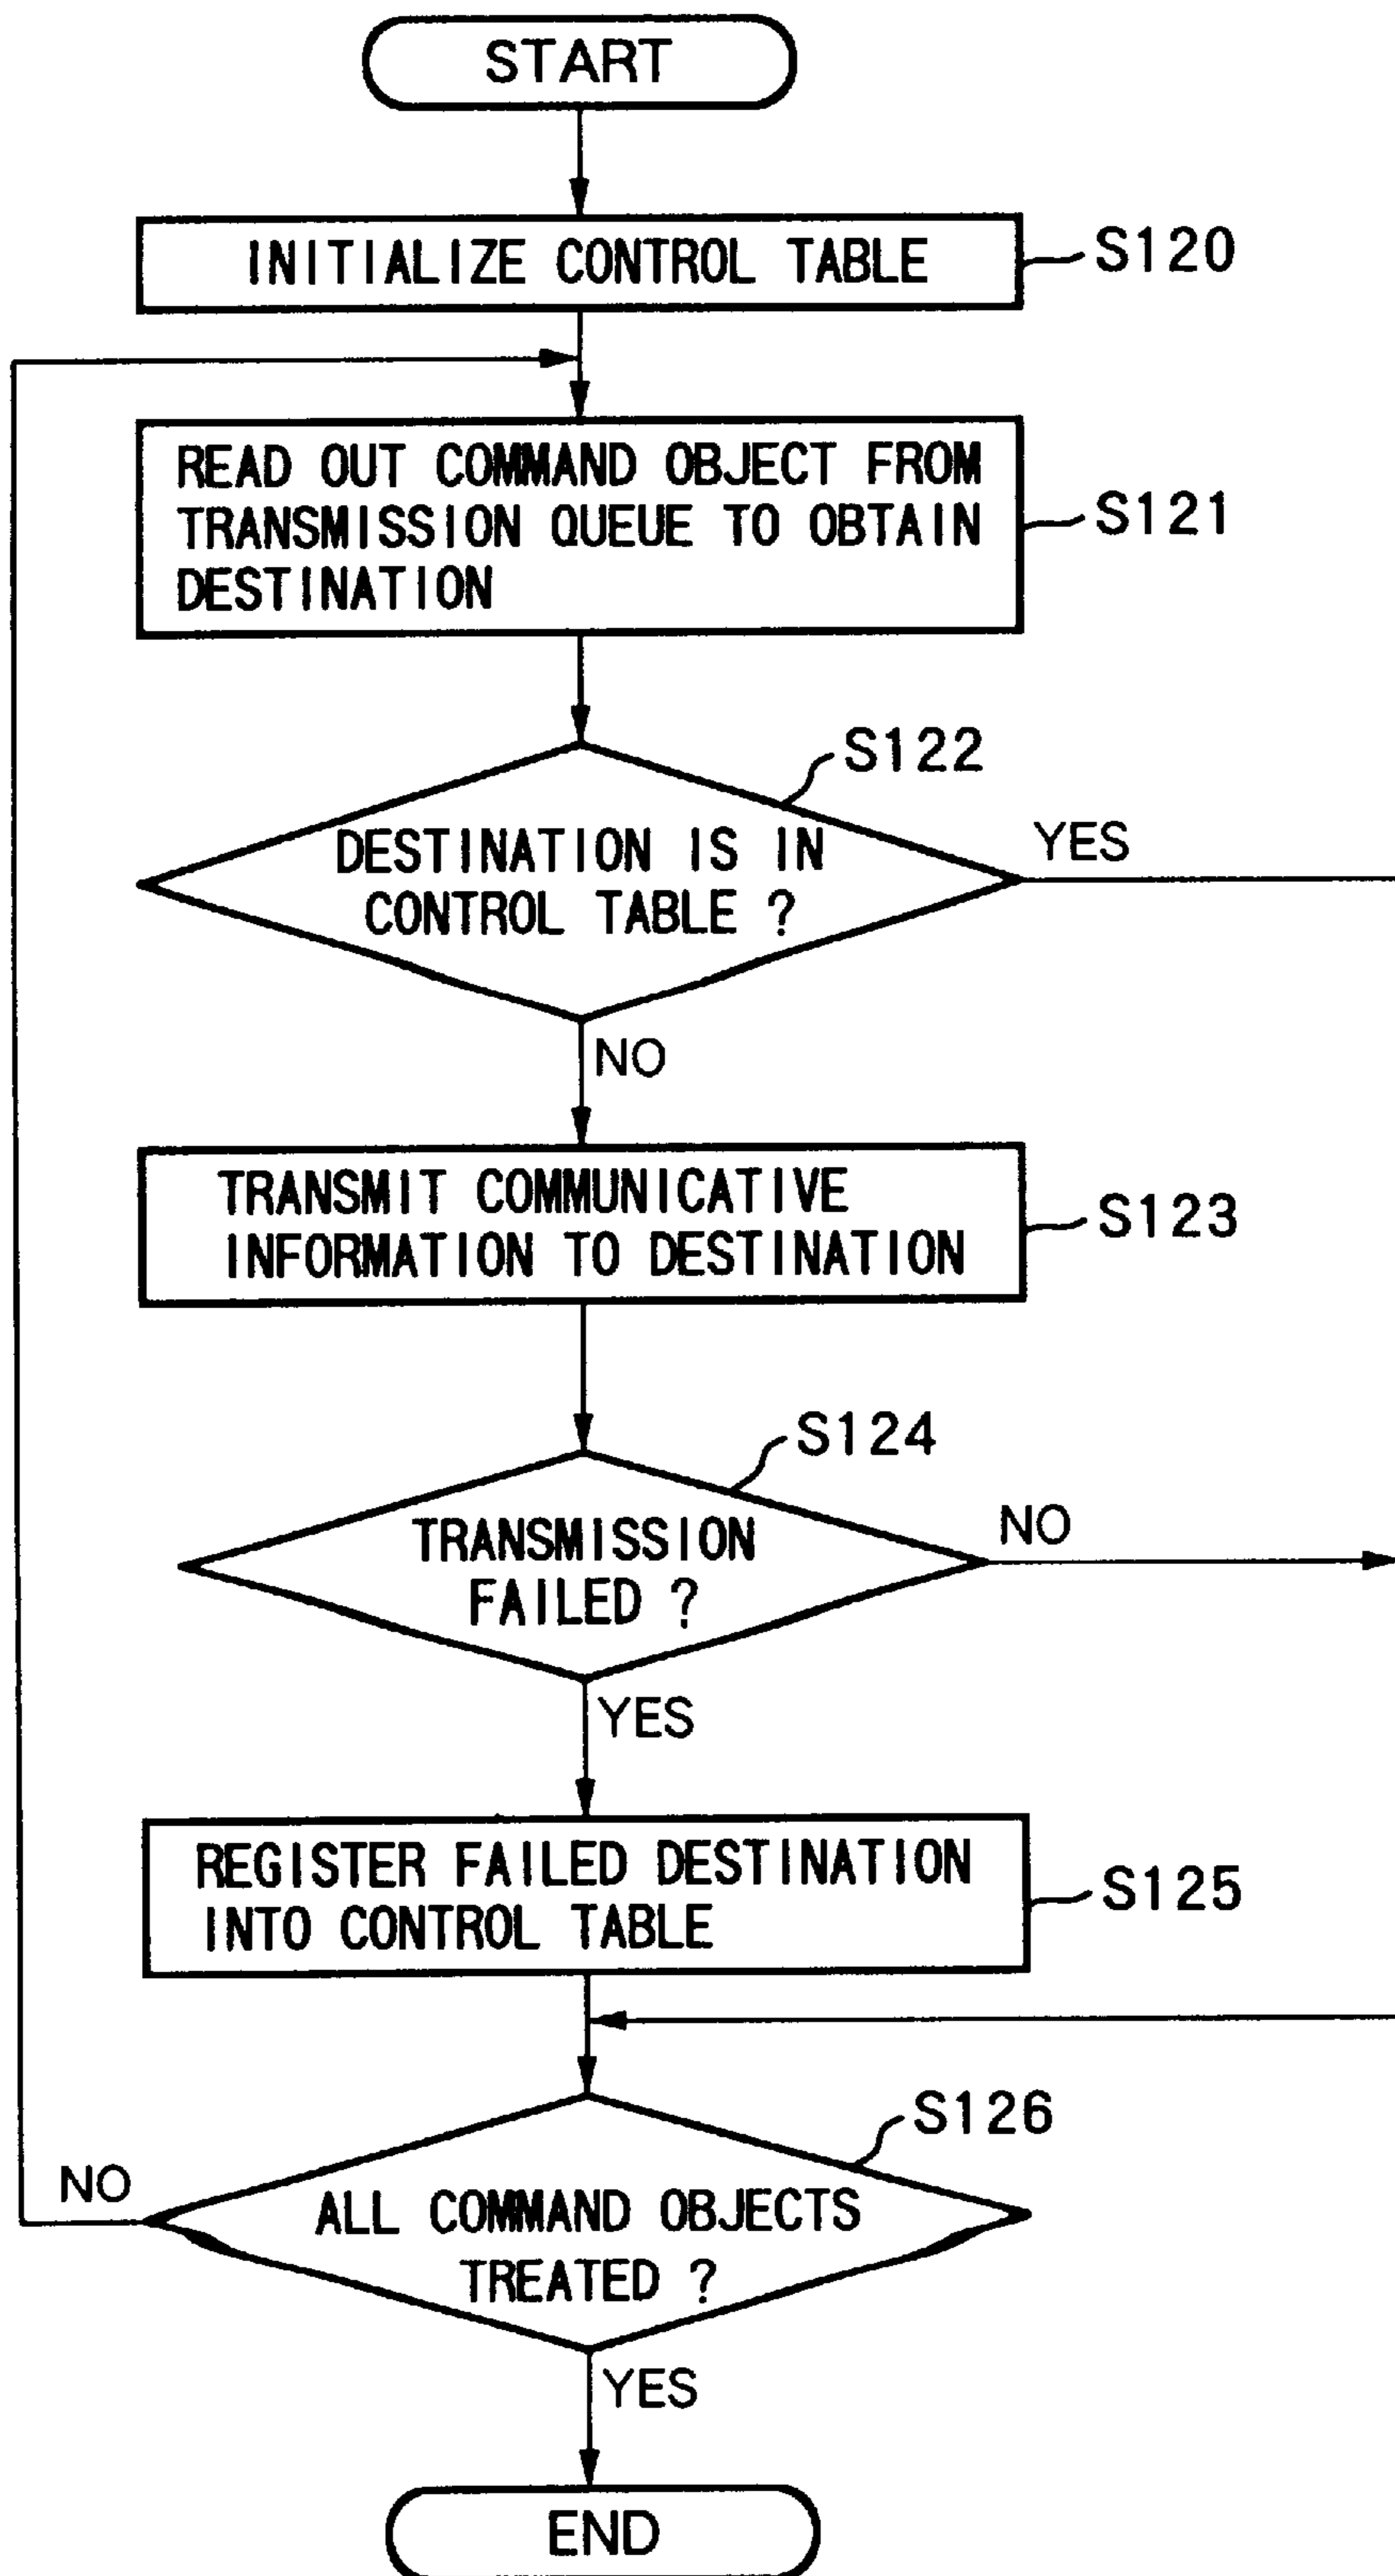 START
INITIALIZE CONTROL TABLE
S120
READ OUT COMMAND OBJECT FROM
TRANSMISSION QUEUE TO OBTAIN
DESTINATION
S121
S122
DESTINATION IS IN
CONTROL TABLE ?
YES
NO
TRANSMIT COMMUNICATIVE
INFORMATION TO DESTINATION
S123
S124
TRANSMISSION
FAILED ?
NO
YES
REGISTER FAILED DESTINATION
INTO CONTROL TABLE
S125
S126
NO
ALL COMMAND OBJECTS
TREATED ?
YES
END